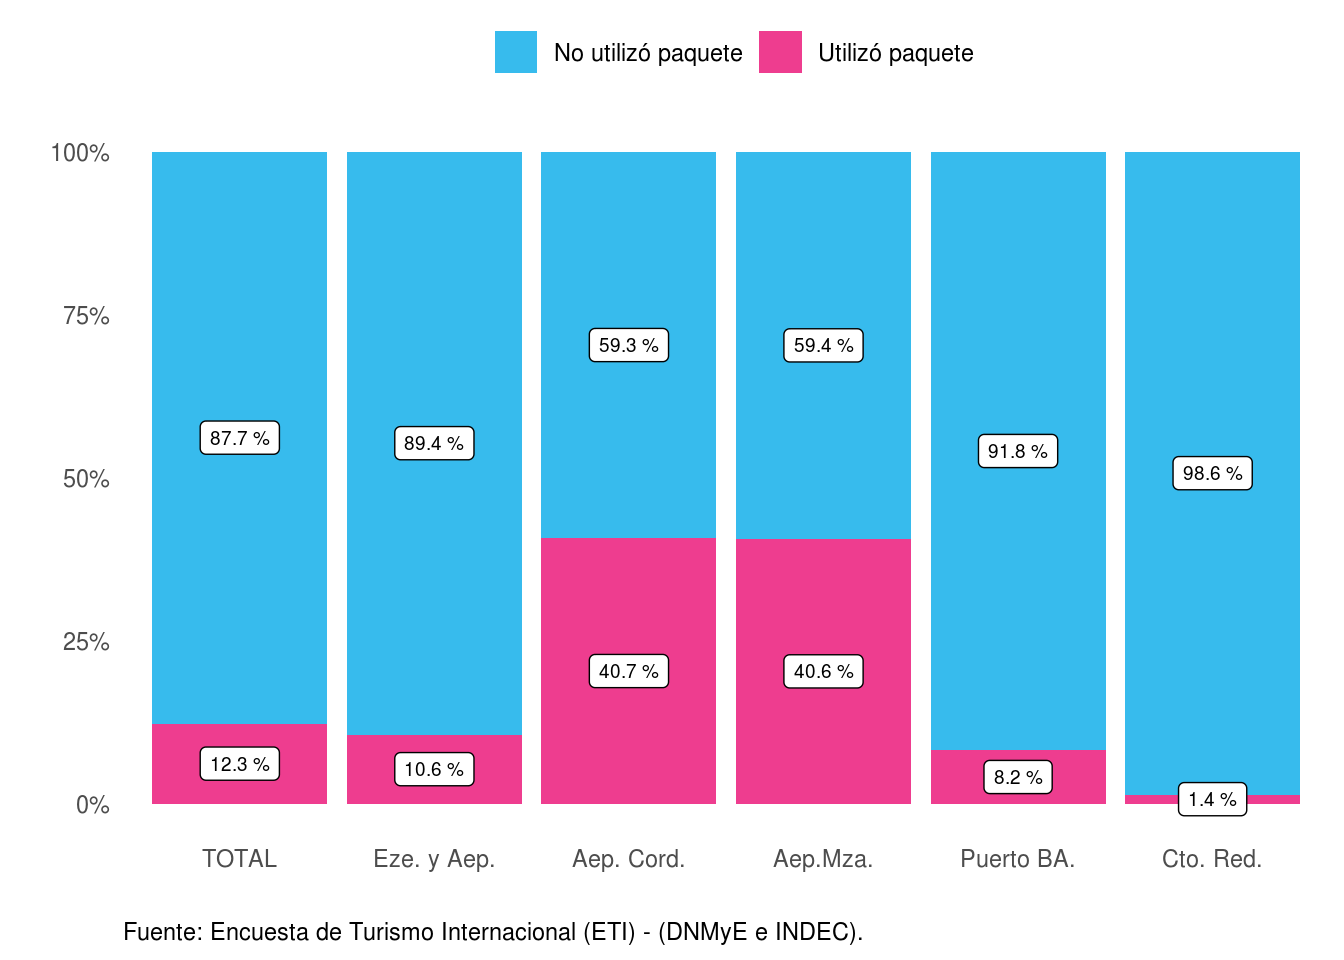 No utilizó paquete Utilizó paquete
100%
75%
50%
25%
0%
59.3 % 59.4 %
87.7 % 89.4 % 91.8 % 98.6 %
40.7 % 40.6 %
12.3 % 10.6 % 8.2 % 1.4 %
TOTAL Eze. y Aep. Aep. Cord. Aep.Mza. Puerto BA. Cto. Red.
Fuente: Encuesta de Turismo Internacional (ETI) - (DNMyE e INDEC).